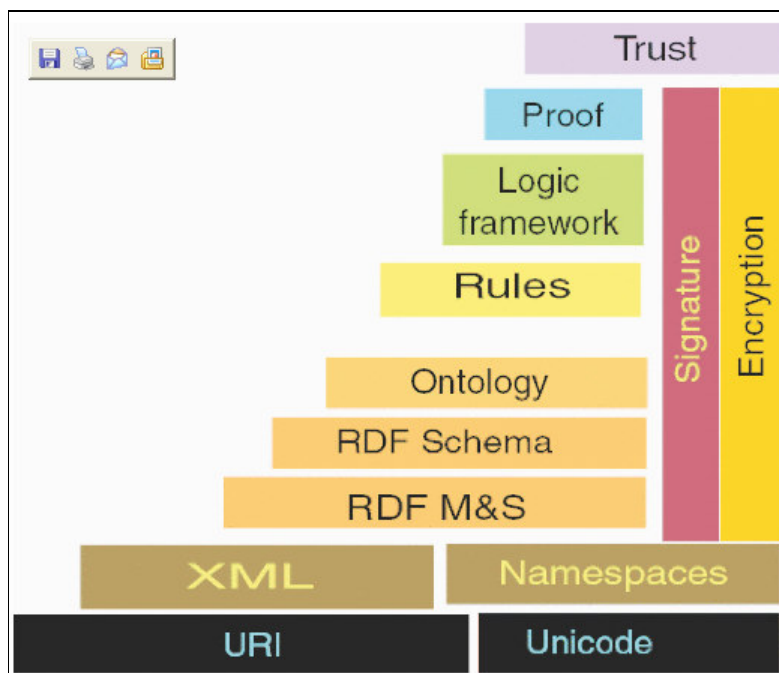 Trust
Proof
Logic
framework
Rules
Ontology
RDF Schema
RDF M&S
Signature
Encryption
XML
Namespaces
URI
Unicode